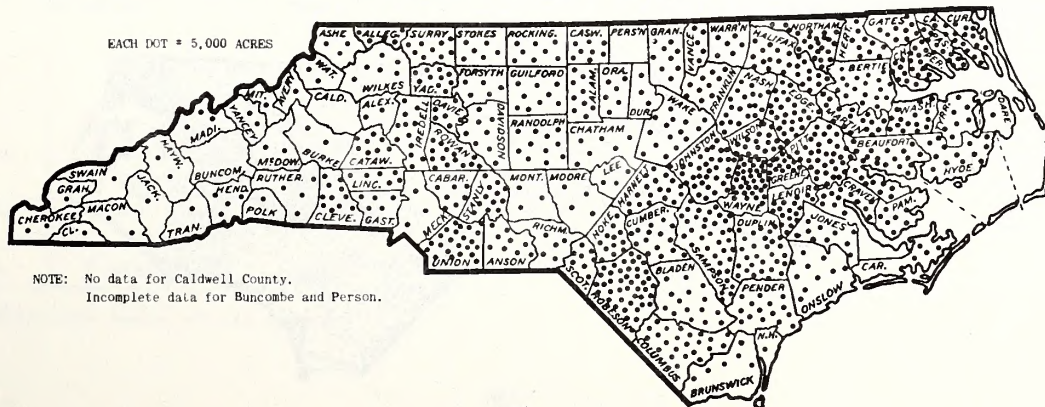 EACH DOT = 5,000 ACRES
ASHE
ALLEG.
SURRY
STOKES
ROCKING.
CASW.
PERS'N
GRAN.
VANCE
WARR'N
HALIFAX
NORTHAM.
HERT.
GATES
CUR.
WAT.
WILKES
YAD.
FORSYTH
GUILFORD
ALAM.
ORA.
DUR.
FRANKLIN
NASH
EDGE.
BERTIE
MIT.
AVERY
CALD.
ALEX.
IREDELL
DAVIE
DAVIDSON
RANDOLPH
CHATHAM
WAKE
WILSON
MARTIN
WASH.
TYRR.
DARE
MADI.
YANCEY
BURKE
CATAW.
ROWAN
JOHNSTON
PITT
BEAUFORT
HYDE
HAYW.
BUNCOM.
McDOW.
LINC.
CABAR.
STANLY
MONT.
MOORE
LEE
HARNETT
WAYNE
GREENE
LENOIR
CRAVEN
PAM.
SWAIN
GRAH.
JACK.
HEND.
RUTHER.
CLEVE.
GAST.
MECK.
RICHM.
HOKE
CUMBER.
SIMPSON
DUPLIN
JONES
CAR.
CHEROKEE
MACON
CL.
TRAN.
POLK
UNION
ANSON
SCOT.
ROBESON
BLADEN
PENDER
ONSLOW
COLUMBUS
N.H.
BRUNSWICK
NOTE: No data for Caldwell County.
Incomplete data for Buncombe and Person.